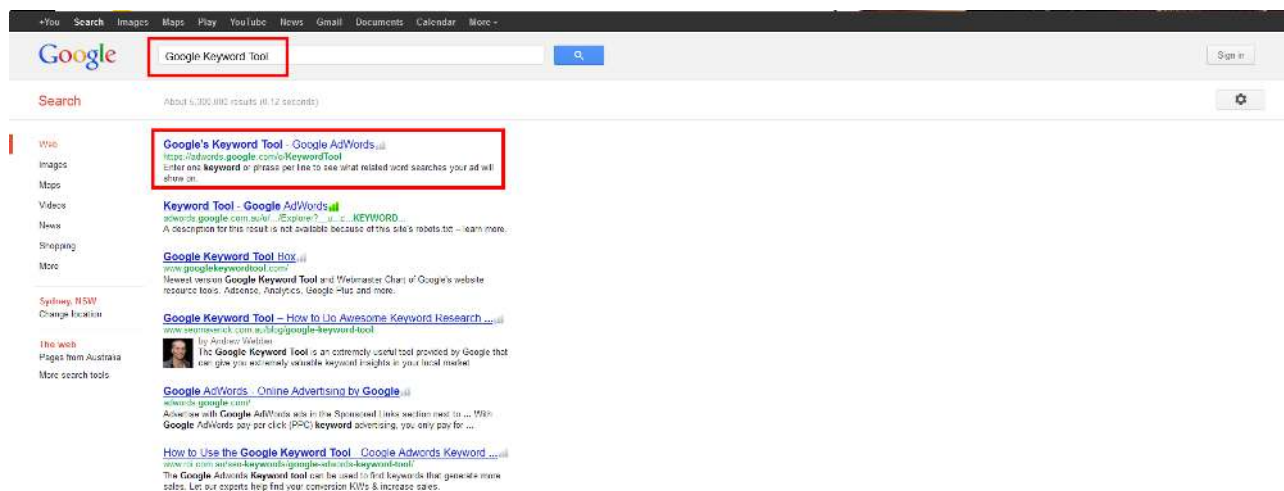 +You Search Images Maps Play YouTube News Gmail Documents Calendar More
Google
Google Keyword Tool
Sign in
Search
About results (0.12 seconds)
Web
Images
Maps
Videos
News
Shopping
More
Sydney, NSW
Change location
The web
Pages from Australia
More search tools
Google's Keyword Tool - Google AdWords
https://adwords.google.com/o/KeywordTool
Enter one keyword or phrase per line to see what related word searches your ad will
show on.
Keyword Tool - Google AdWords
adwords.google.com.au/o/.../Explorer?__u...c...KEYWORD...
A description for this result is not available because of this site's robots.txt – learn more.
Google Keyword Tool Box
www.googlekeywordtool.com/
Newest version Google Keyword Tool and Webmaster Chart of Google's website
resource tools. Adsense, Analytics, Google Plus and more.
Google Keyword Tool – How to Do Awesome Keyword Research ...
www.seomaverick.com.au/blog/google-keyword-tool
by Andrew Webber
The Google Keyword Tool is an extremely useful tool provided by Google that
can give you extremely valuable keyword insights in your local market
Google AdWords - Online Advertising by Google
adwords.google.com/
Advertise with Google AdWords ads in the Sponsored Links section next to ... With
Google AdWords pay per click (PPC) keyword advertising, you only pay for ...
How to Use the Google Keyword Tool - Google Adwords Keyword ...
The Google Adwords Keyword tool can be used to find keywords that generate more
sales. Let our experts help find your conversion KWs & increase sales.